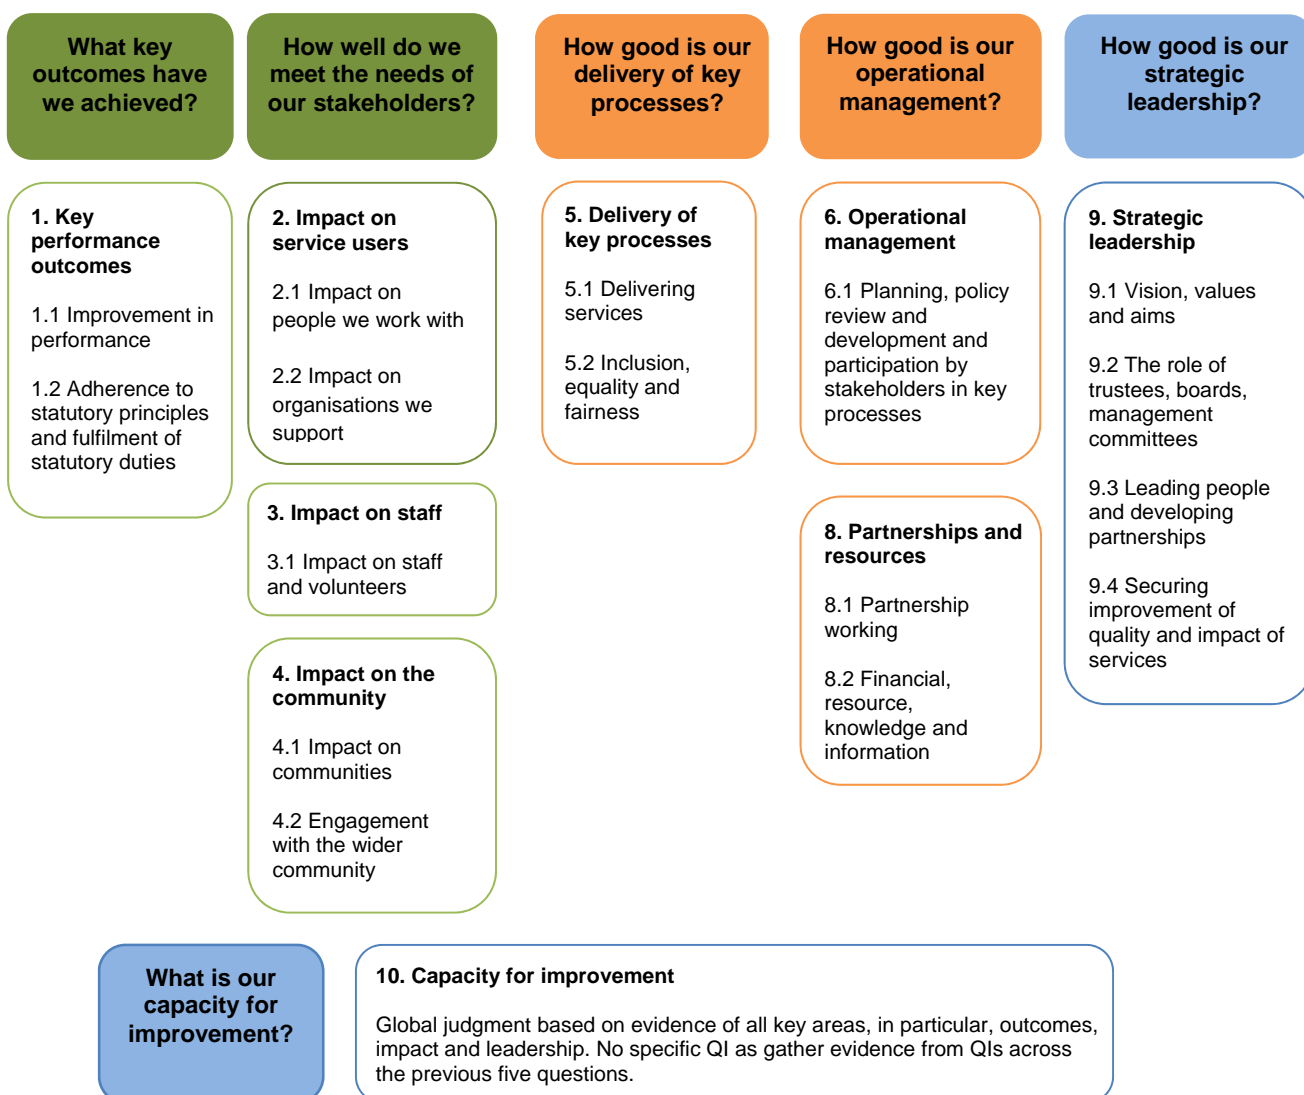 What key
outcomes have
we achieved?
How well do we
meet the needs of
our stakeholders?
How good is our
delivery of key
processes?
How good is our
operational
management?
How good is our
strategic
leadership?
1. Key
performance
outcomes
1.1 Improvement in
performance
1.2 Adherence to
statutory principles
and fulfilment of
statutory duties
2. Impact on
service users
2.1 Impact on
people we work with
2.2 Impact on
organisations we
support
3. Impact on staff
3.1 Impact on staff
and volunteers
4. Impact on the
community
4.1 Impact on
communities
4.2 Engagement
with the wider
community
5. Delivery of
key processes
5.1 Delivering
services
5.2 Inclusion,
equality and
fairness
6. Operational
management
6.1 Planning, policy
review and
development and
participation by
stakeholders in key
processes
8. Partnerships and
resources
8.1 Partnership
working
8.2 Financial,
resource,
knowledge and
information
9. Strategic
leadership
9.1 Vision, values
and aims
9.2 The role of
trustees, boards,
management
committees
9.3 Leading people
and developing
partnerships
9.4 Securing
improvement of
quality and impact of
services
What is our
capacity for
improvement?
10. Capacity for improvement
Global judgment based on evidence of all key areas, in particular, outcomes,
impact and leadership. No specific QI as gather evidence from QIs across
the previous five questions.